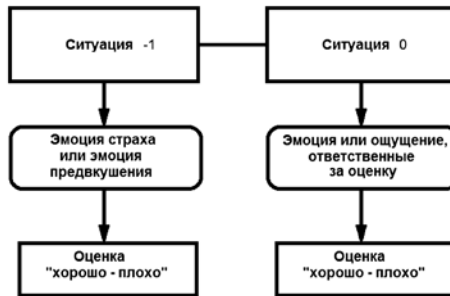 Ситуация -1
Ситуация 0
Эмоция страха
или эмоция
предвкушения
Эмоция или ощущение,
ответственные
за оценку
Оценка
"хорошо - плохо"
Оценка
"хорошо - плохо"